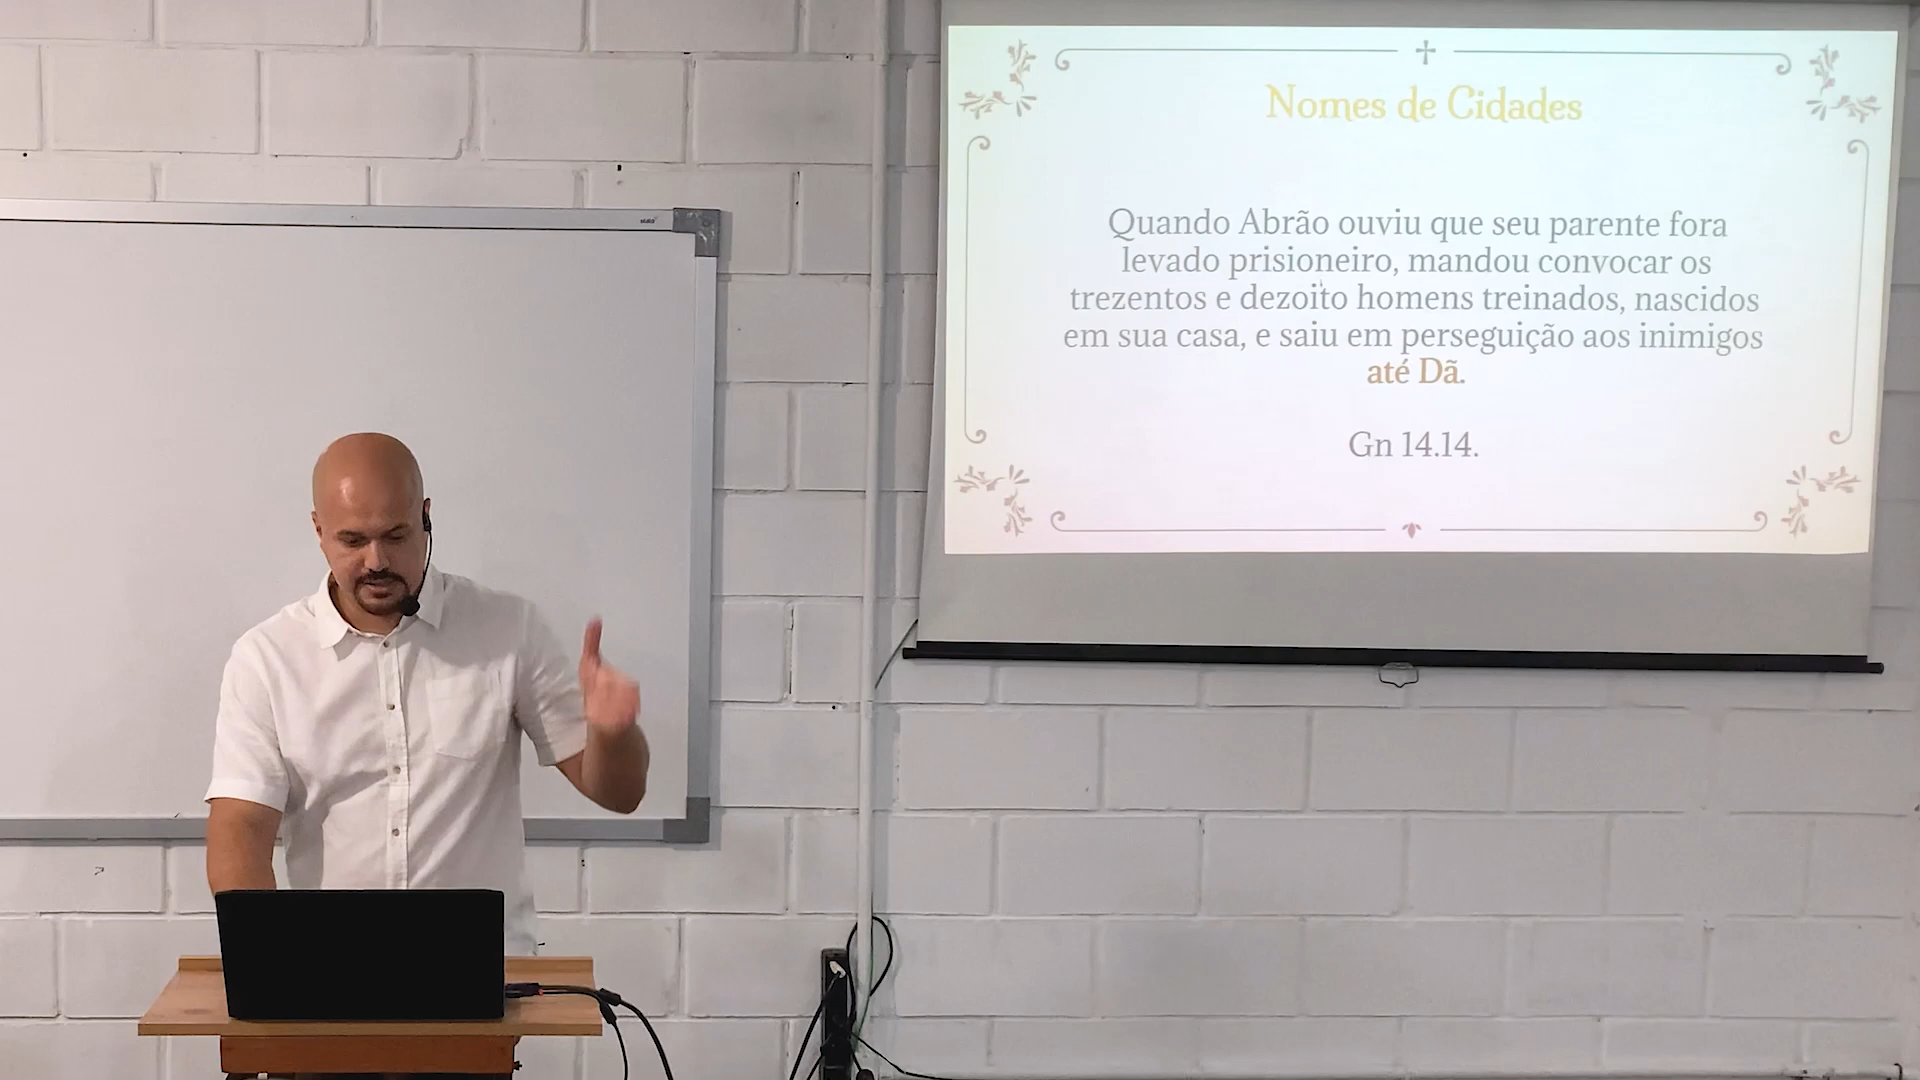 Nomes de Cidades
Quando Abrão ouviu que seu parente fora
levado prisioneiro, mandou convocar os
trezentos e dezoito homens treinados, nascidos
em sua casa, e saiu em perseguição aos inimigos
até Dã.
Gn 14.14.